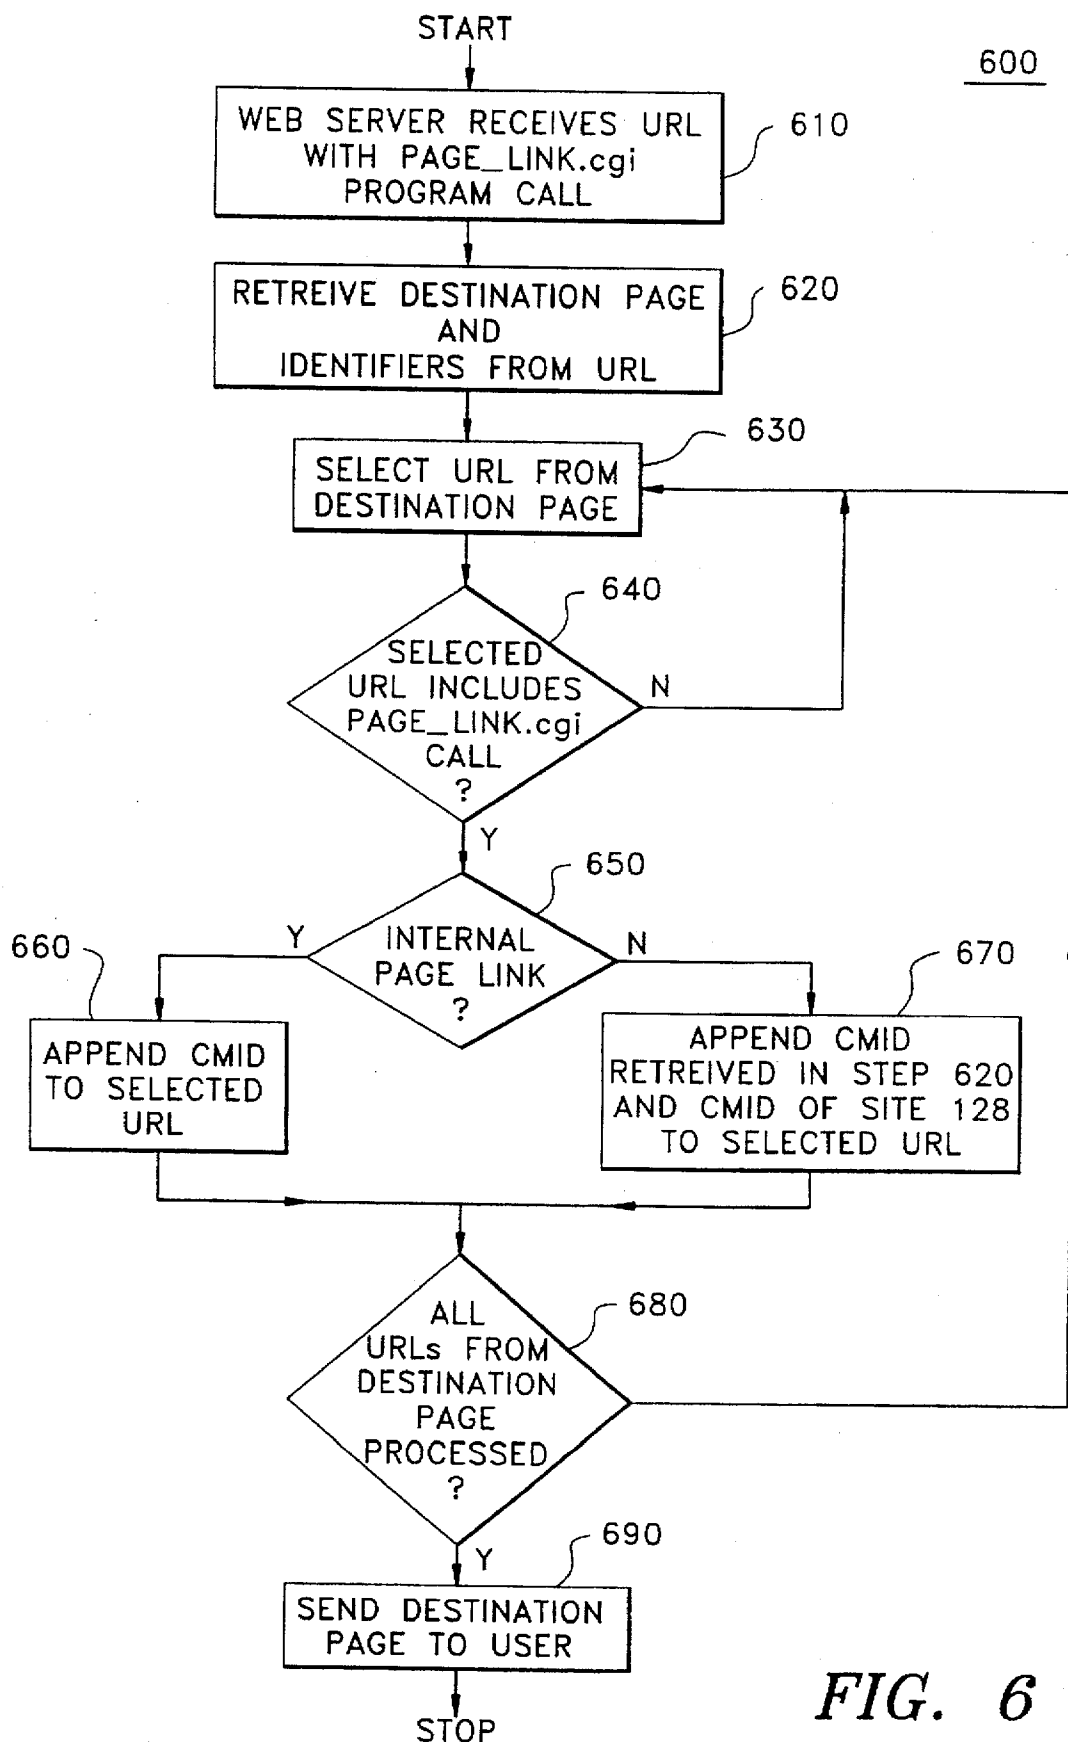 START
600
WEB SERVER RECEIVES URL
WITH PAGE_LINK.cgi
PROGRAM CALL
610
RETREIVE DESTINATION PAGE
AND
IDENTIFIERS FROM URL
620
SELECT URL FROM
DESTINATION PAGE
630
640
SELECTED
URL INCLUDES
PAGE_LINK.cgi
CALL
?
N
Y
650
INTERNAL
PAGE LINK
?
Y
N
660
APPEND CMID
TO SELECTED
URL
670
APPEND CMID
RETREIVED IN STEP 620
AND CMID OF SITE 128
TO SELECTED URL
680
ALL
URLs FROM
DESTINATION
PAGE
PROCESSED
?
Y
690
SEND DESTINATION
PAGE TO USER
STOP
FIG. 6